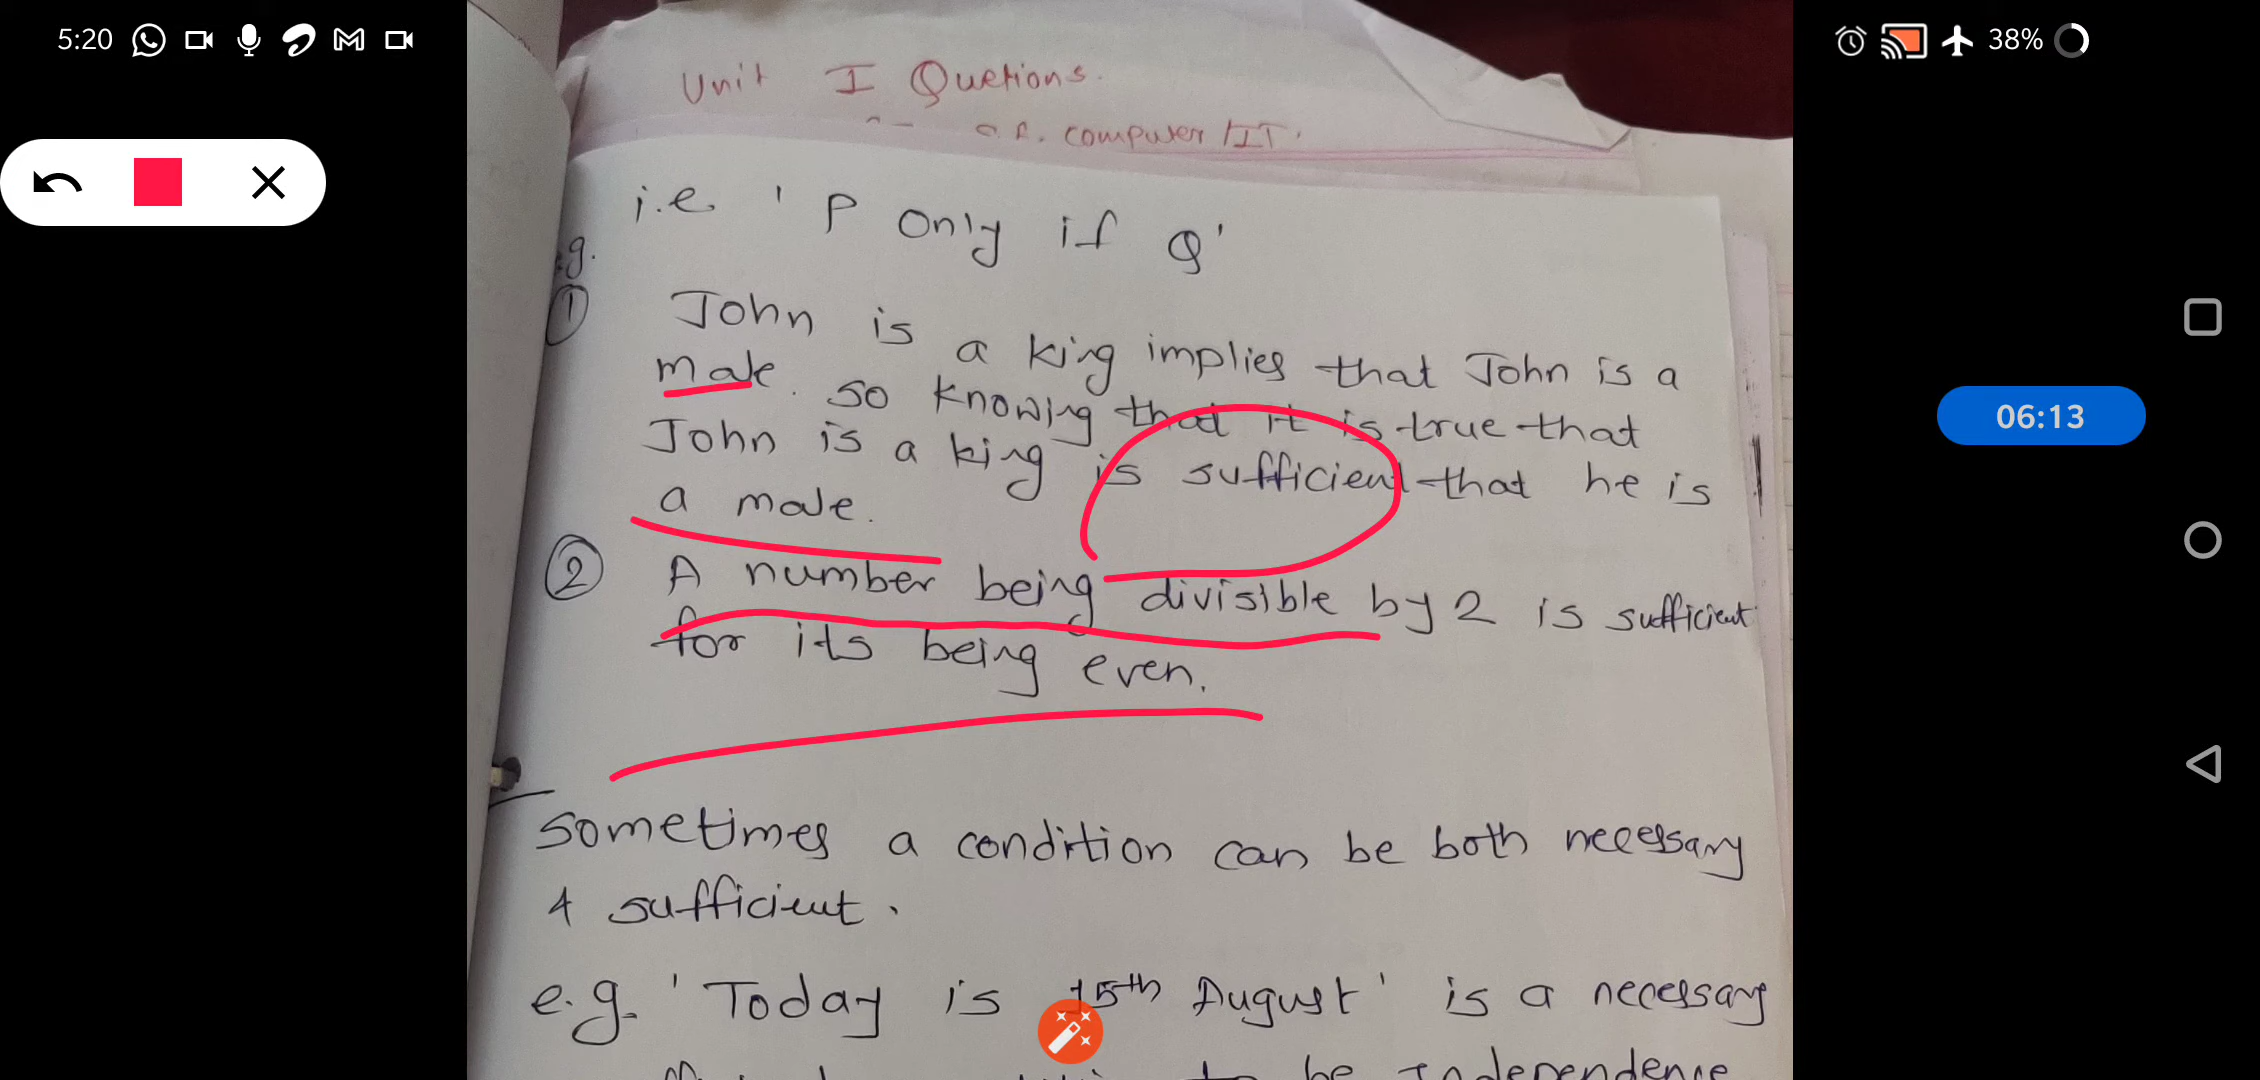 5:20
38%
Unit I Quetions.
computer/IT.
i.e 'P only if Q'
e.g.
① John is a king implies that John is a
male. so knowing that it is true that
John is a king is sufficient that he is
a male.
② A number being divisible by 2 is sufficient
for its being even.
06:13
sometimes a condition can be both necessary
& sufficient.
e.g. 'Today is 15th August' is a necessary
to be Independence